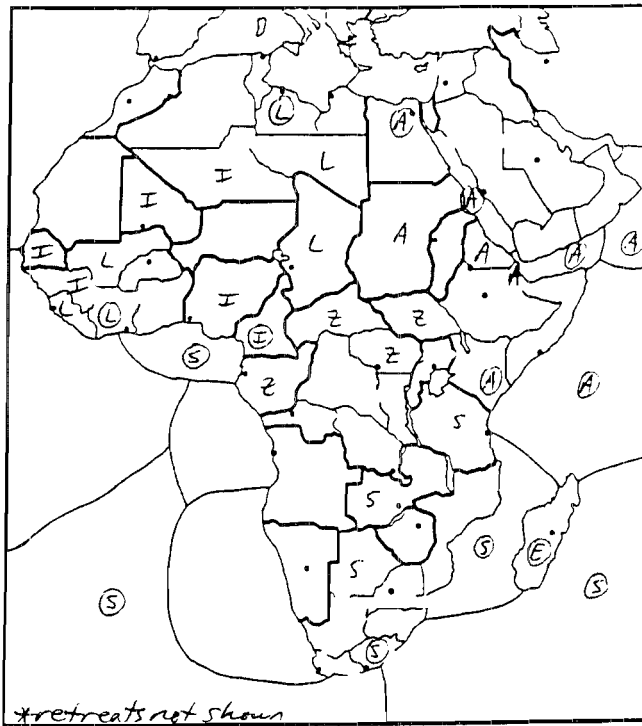 D
L A
L
I I A
L A
I A A A
L I A
L I Z Z
L L
I
S Z
Z A A
S
S
S S E
S S
S
*retreats not shown